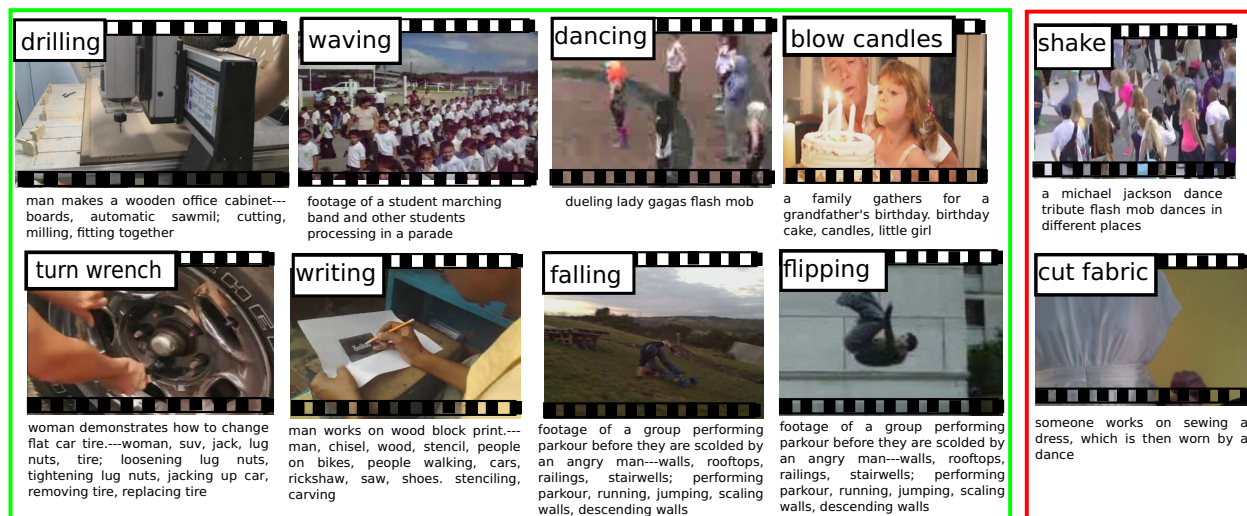 drilling
man makes a wooden office cabinet---
boards, automatic sawmil; cutting,
milling, fitting together
waving
footage of a student marching
band and other students
processing in a parade
dancing
dueling lady gagas flash mob
blow candles
a family gathers for a
grandfather's birthday. birthday
cake, candles, little girl
shake
a michael jackson dance
tribute flash mob dances in
different places
turn wrench
woman demonstrates how to change
flat car tire.---woman, suv, jack, lug
nuts, tire; loosening lug nuts,
tightening lug nuts, jacking up car,
removing tire, replacing tire
writing
man works on wood block print.---
man, chisel, wood, stencil, people
on bikes, people walking, cars,
rickshaw, saw, shoes. stenciling,
carving
falling
footage of a group performing
parkour before they are scolded by
an angry man---walls, rooftops,
railings, stairwells; performing
parkour, running, jumping, scaling
walls, descending walls
flipping
footage of a group performing
parkour before they are scolded by
an angry man---walls, rooftops,
railings, stairwells; performing
parkour, running, jumping, scaling
walls, descending walls
cut fabric
someone works on sewing a
dress, which is then worn by a
dance